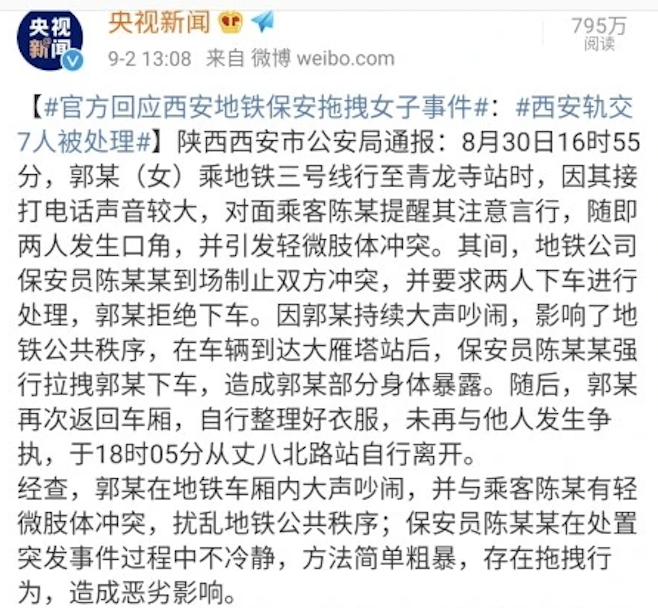 央视新闻
央视
新闻
V
795万
阅读
9-2 13:08 来自 微博 weibo.com
【#官方回应西安地铁保安拖拽女子事件#：#西安轨交
7人被处理#】陕西西安市公安局通报：8月30日16时55
分，郭某（女）乘地铁三号线行至青龙寺站时，因其接
打电话声音较大，对面乘客陈某提醒其注意言行，随即
两人发生口角，并引发轻微肢体冲突。其间，地铁公司
保安员陈某某到场制止双方冲突，并要求两人下车进行
处理，郭某拒绝下车。因郭某持续大声吵闹，影响了地
铁公共秩序，在车辆到达大雁塔站后，保安员陈某某强
行拉拽郭某下车，造成郭某部分身体暴露。随后，郭某
再次返回车厢，自行整理好衣服，未再与他人发生争
执，于18时05分从丈八北路站自行离开。
经查，郭某在地铁车厢内大声吵闹，并与乘客陈某有轻
微肢体冲突，扰乱地铁公共秩序；保安员陈某某在处置
突发事件过程中不冷静，方法简单粗暴，存在拖拽行
为，造成恶劣影响。